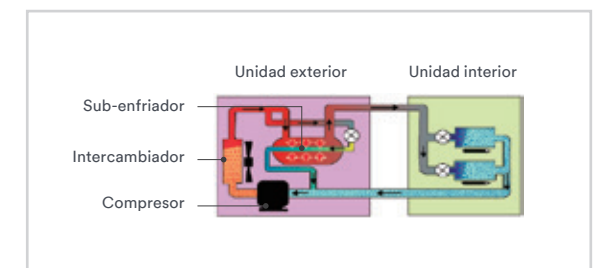 Unidad exterior Unidad interior
Sub-enfriador
Intercambiador
Compresor